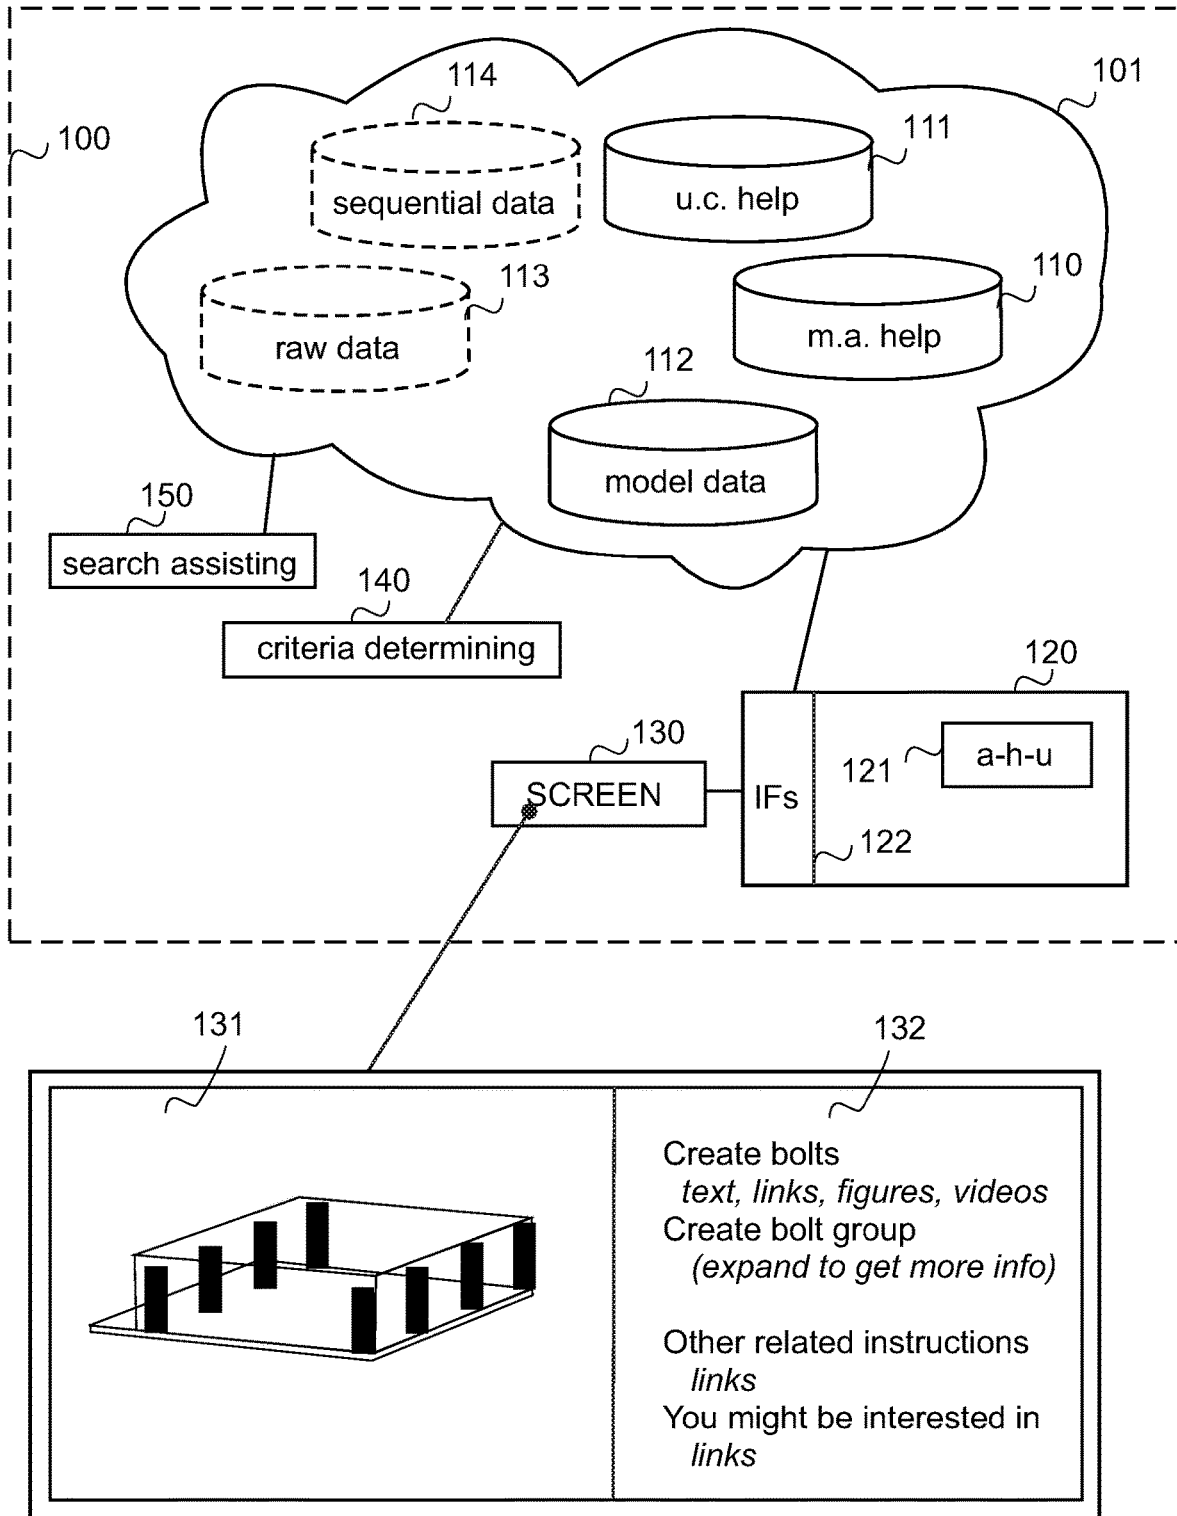 114
101
100
111
sequential data
u.c. help
113
110
raw data
m.a. help
112
model data
150
search assisting
140
criteria determining
120
130
121
a-h-u
SCREEN
IFs
122
131
132
Create bolts
text, links, figures, videos
Create bolt group
(expand to get more info)
Other related instructions
links
You might be interested in
links